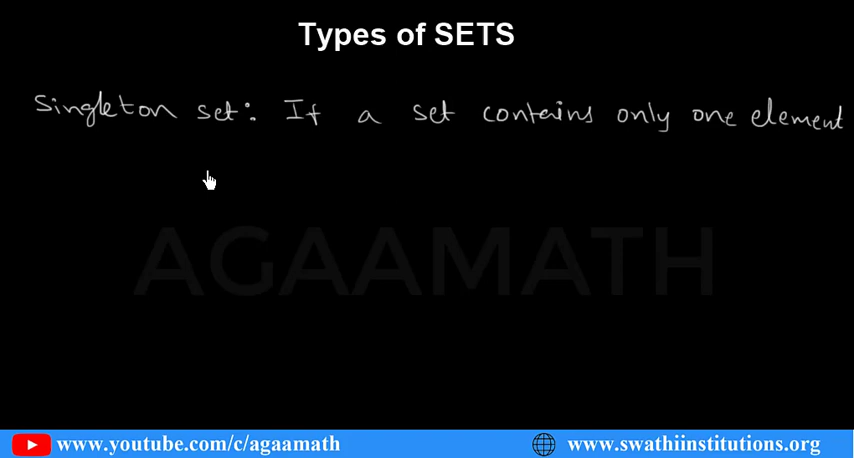 Types of SETS
Singleton set: If a set contains only one element
AGAAMATH
www.youtube.com/c/agaamath www.swathiinstitutions.org